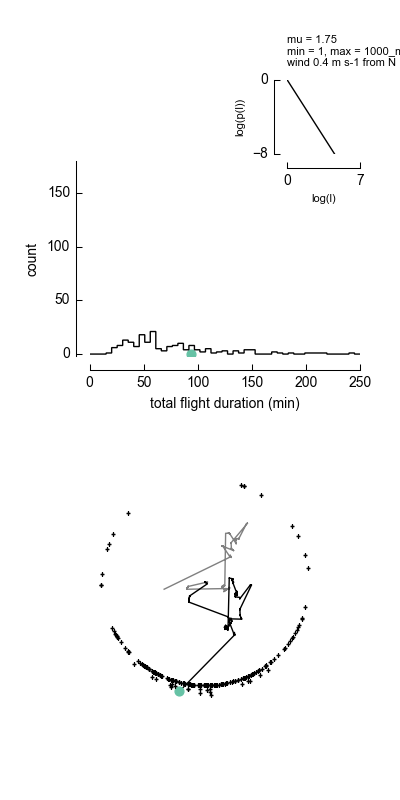 mu = 1.75
min = 1, max = 1000_m
wind 0.4 m s-1 from N
0
log(p(l))
−8
0
7
log(l)
150
100
50
0
count
0
50
100
150
200
250
total flight duration (min)